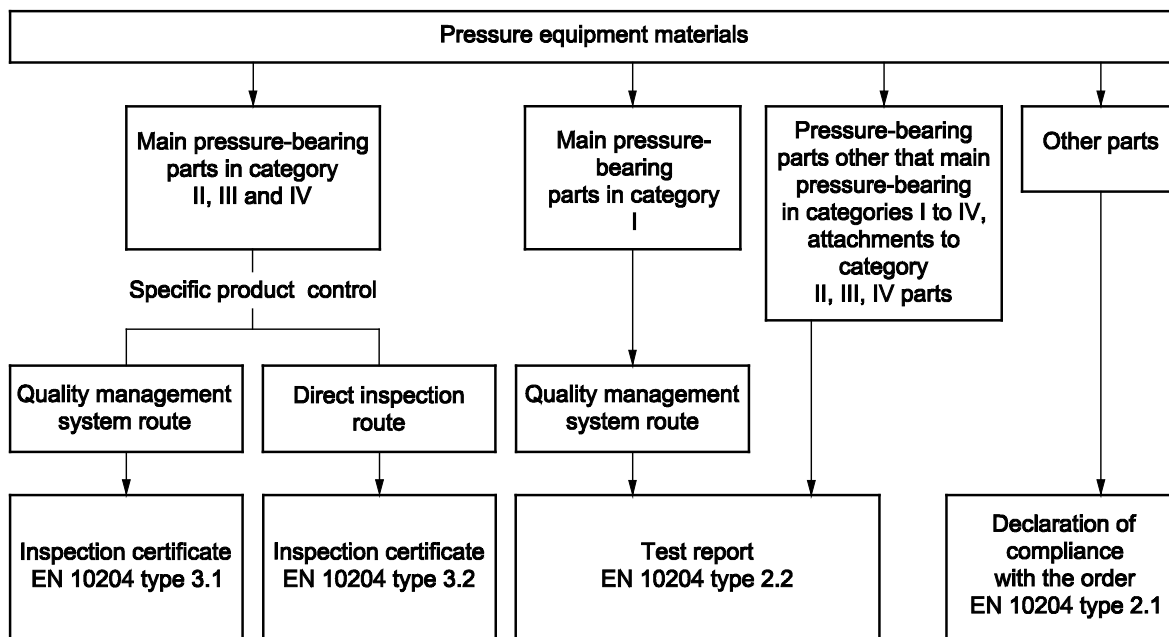 Pressure equipment materials
Main pressure-bearing
parts in category
II, III and IV
Main pressure-
bearing
parts in category
I
Pressure-bearing
parts other that main
pressure-bearing
in categories I to IV,
attachments to
category
II, III, IV parts
Other parts
Specific product control
Quality management
system route
Direct inspection
route
Quality management
system route
Inspection certificate
EN 10204 type 3.1
Inspection certificate
EN 10204 type 3.2
Test report
EN 10204 type 2.2
Declaration of
compliance
with the order
EN 10204 type 2.1